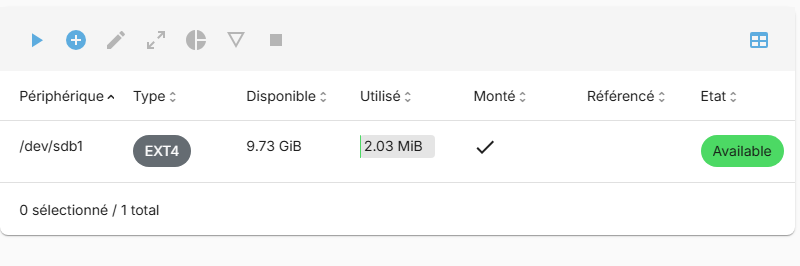 Périphérique Type Disponible Utilisé Monté Référencé Etat
/dev/sdb1 EXT4 9.73 GiB 2.03 MiB Available
0 sélectionné / 1 total